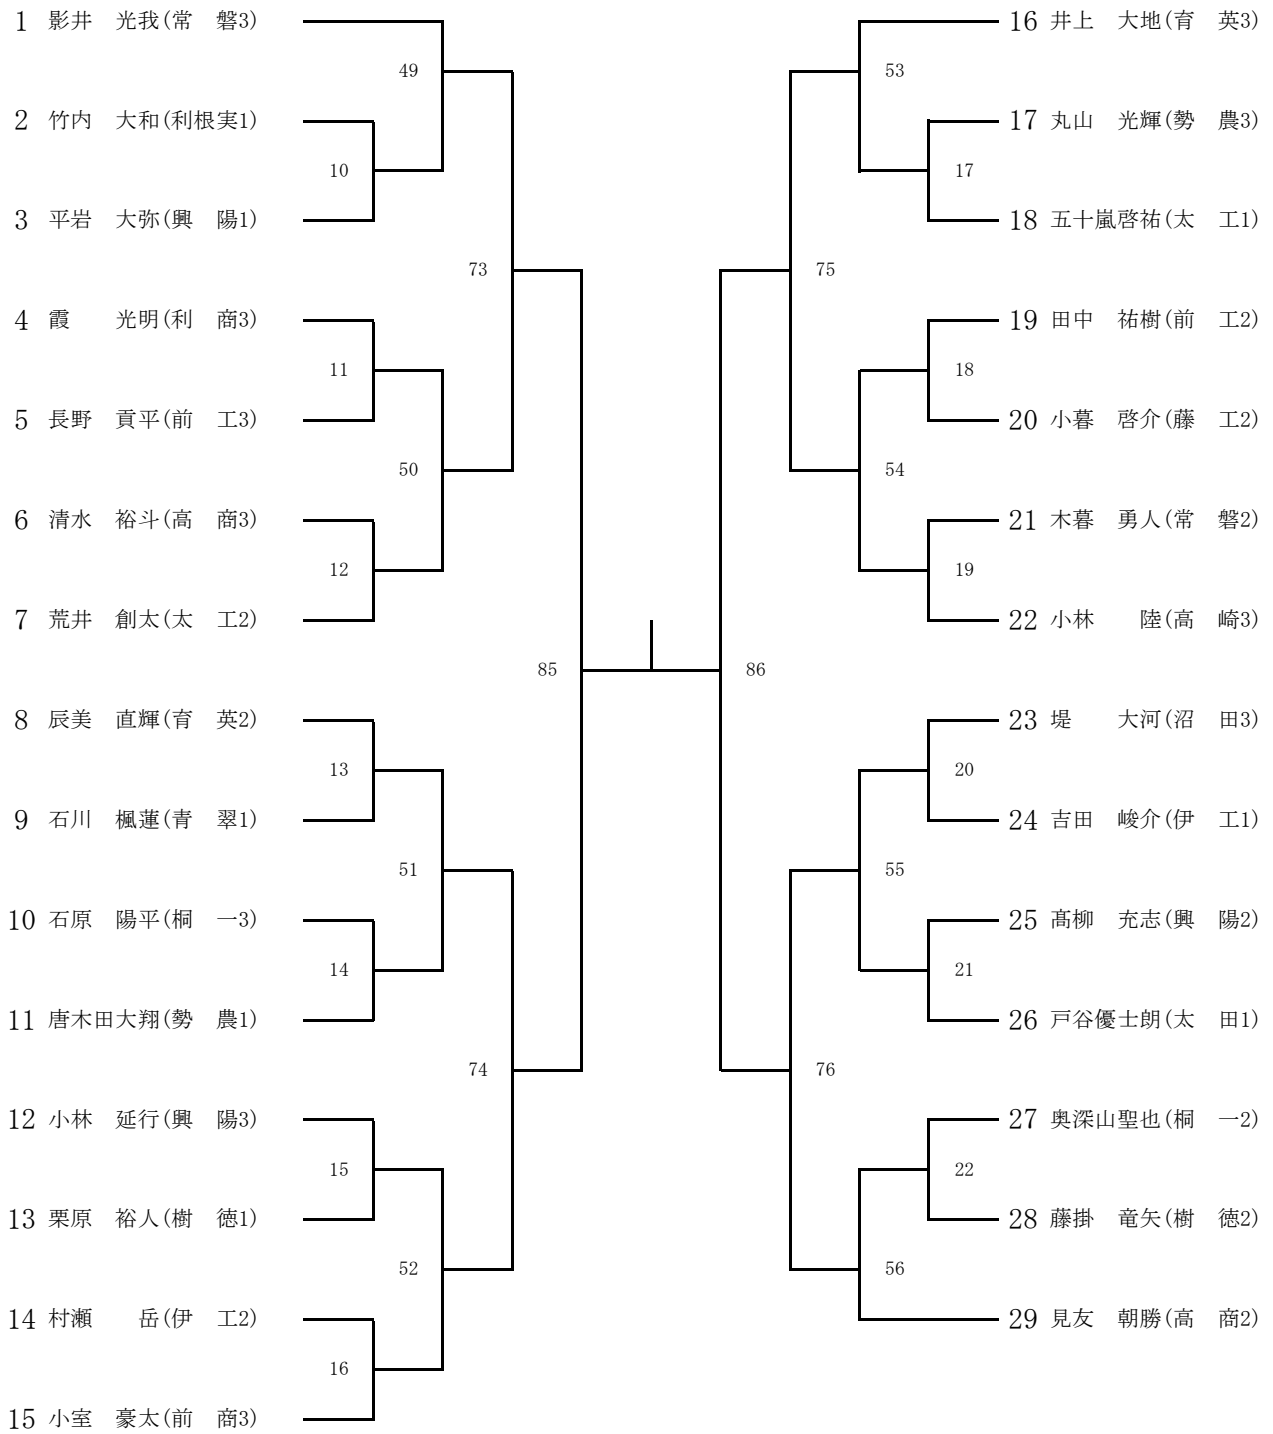 1 影井　光我(常　磐3)
49
2 竹内　大和(利根実1)
10
3 平岩　大弥(興　陽1)
73
4 霞　　光明(利　商3)
11
5 長野　貢平(前　工3)
50
6 清水　裕斗(高　商3)
12
7 荒井　創太(太　工2)
85
8 辰美　直輝(育　英2)
13
9 石川　楓蓮(青　翠1)
51
10 石原　陽平(桐　一3)
14
11 唐木田大翔(勢　農1)
74
12 小林　延行(興　陽3)
15
13 栗原　裕人(樹　徳1)
52
14 村瀬　　岳(伊　工2)
16
15 小室　豪太(前　商3)
16 井上　大地(育　英3)
53
17 丸山　光輝(勢　農3)
17
18 五十嵐啓祐(太　工1)
75
19 田中　祐樹(前　工2)
18
20 小暮　啓介(藤　工2)
54
21 木暮　勇人(常　磐2)
19
22 小林　　陸(高　崎3)
86
23 堤　　大河(沼　田3)
20
24 吉田　峻介(伊　工1)
55
25 髙柳　充志(興　陽2)
21
26 戸谷優士朗(太　田1)
76
27 奥深山聖也(桐　一2)
22
28 藤掛　竜矢(樹　徳2)
56
29 見友　朝勝(高　商2)